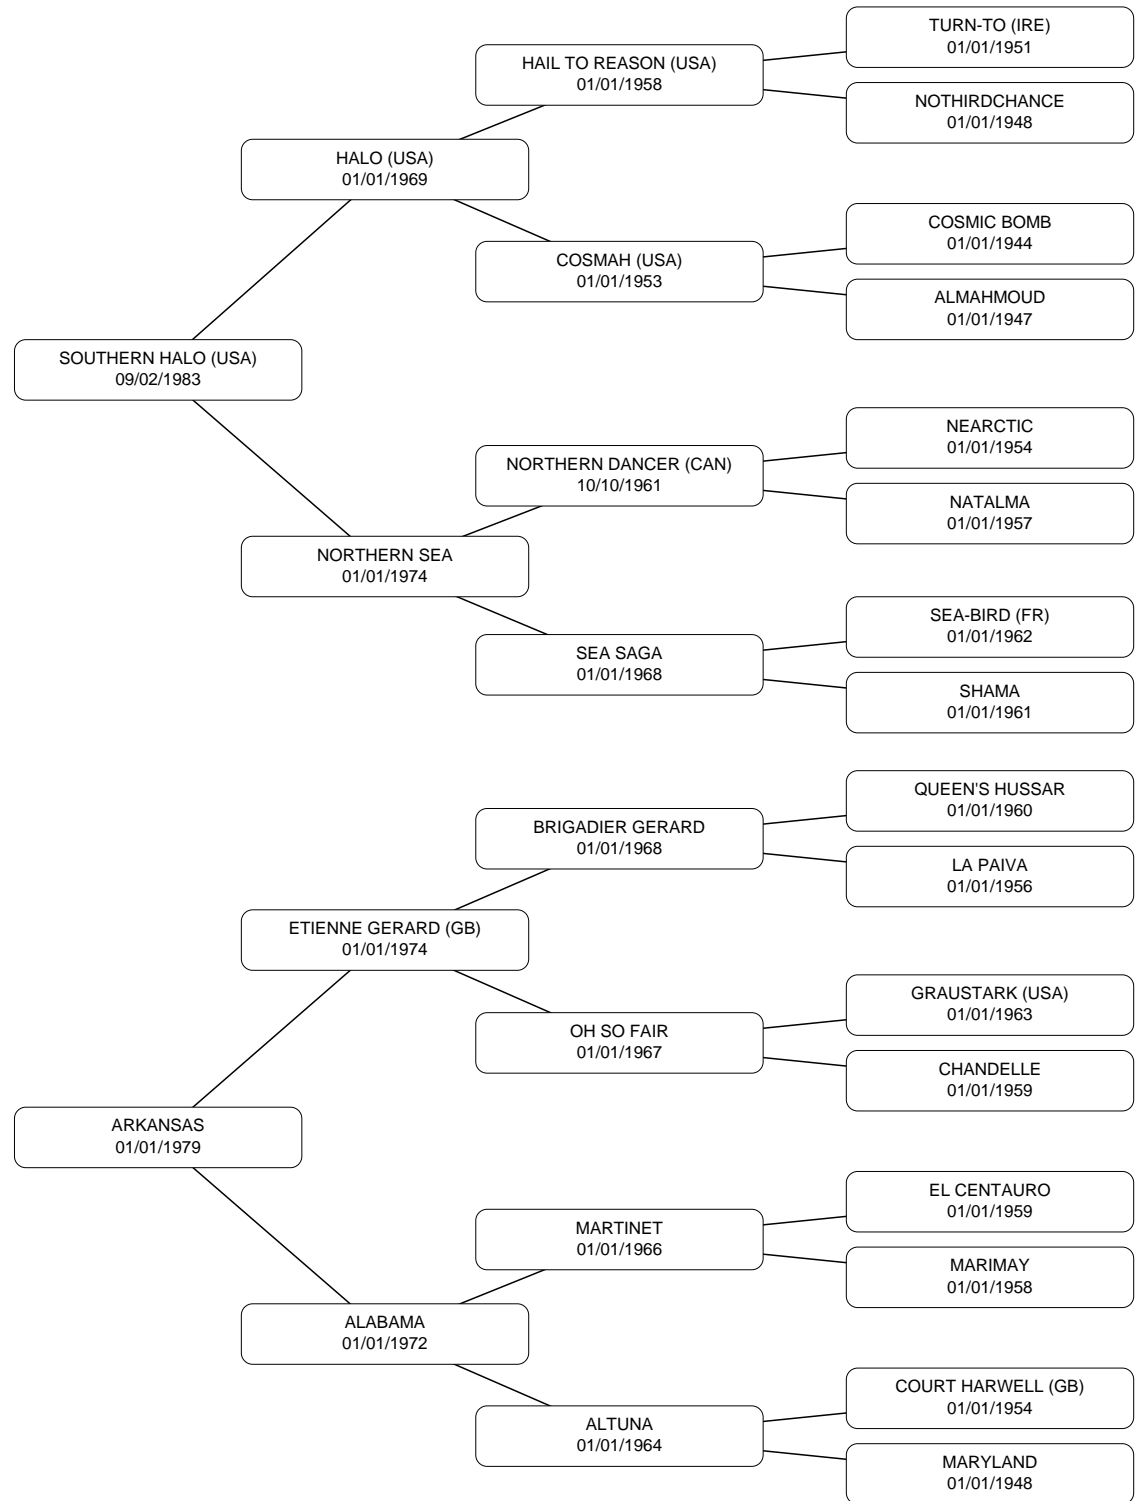 TURN-TO (IRE)
01/01/1951
HAIL TO REASON (USA)
01/01/1958
NOTHIRDCHANCE
01/01/1948
HALO (USA)
01/01/1969
COSMIC BOMB
01/01/1944
COSMAH (USA)
01/01/1953
ALMAHMOUD
01/01/1947
SOUTHERN HALO (USA)
09/02/1983
NEARCTIC
01/01/1954
NORTHERN DANCER (CAN)
10/10/1961
NATALMA
01/01/1957
NORTHERN SEA
01/01/1974
SEA-BIRD (FR)
01/01/1962
SEA SAGA
01/01/1968
SHAMA
01/01/1961
QUEEN'S HUSSAR
01/01/1960
BRIGADIER GERARD
01/01/1968
LA PAIVA
01/01/1956
ETIENNE GERARD (GB)
01/01/1974
GRAUSTARK (USA)
01/01/1963
OH SO FAIR
01/01/1967
CHANDELLE
01/01/1959
ARKANSAS
01/01/1979
EL CENTAURO
01/01/1959
MARTINET
01/01/1966
MARIMAY
01/01/1958
ALABAMA
01/01/1972
COURT HARWELL (GB)
01/01/1954
ALTUNA
01/01/1964
MARYLAND
01/01/1948